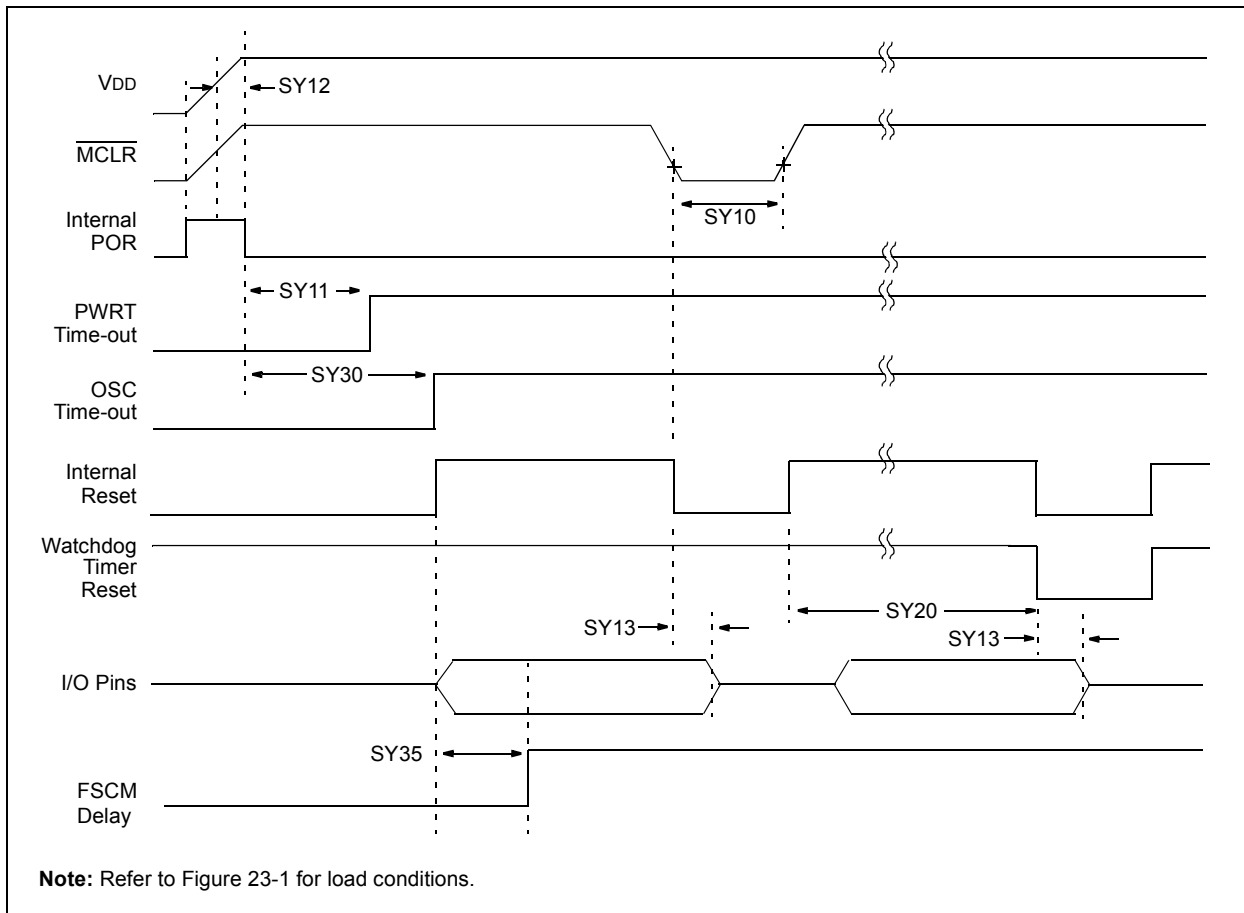 VDD
SY12
MCLR
SY10
Internal
POR
SY11
PWRT
Time-out
SY30
OSC
Time-out
Internal
Reset
Watchdog
Timer
Reset
SY20
SY13
SY13
I/O Pins
SY35
FSCM
Delay
Note: Refer to Figure 23-1 for load conditions.